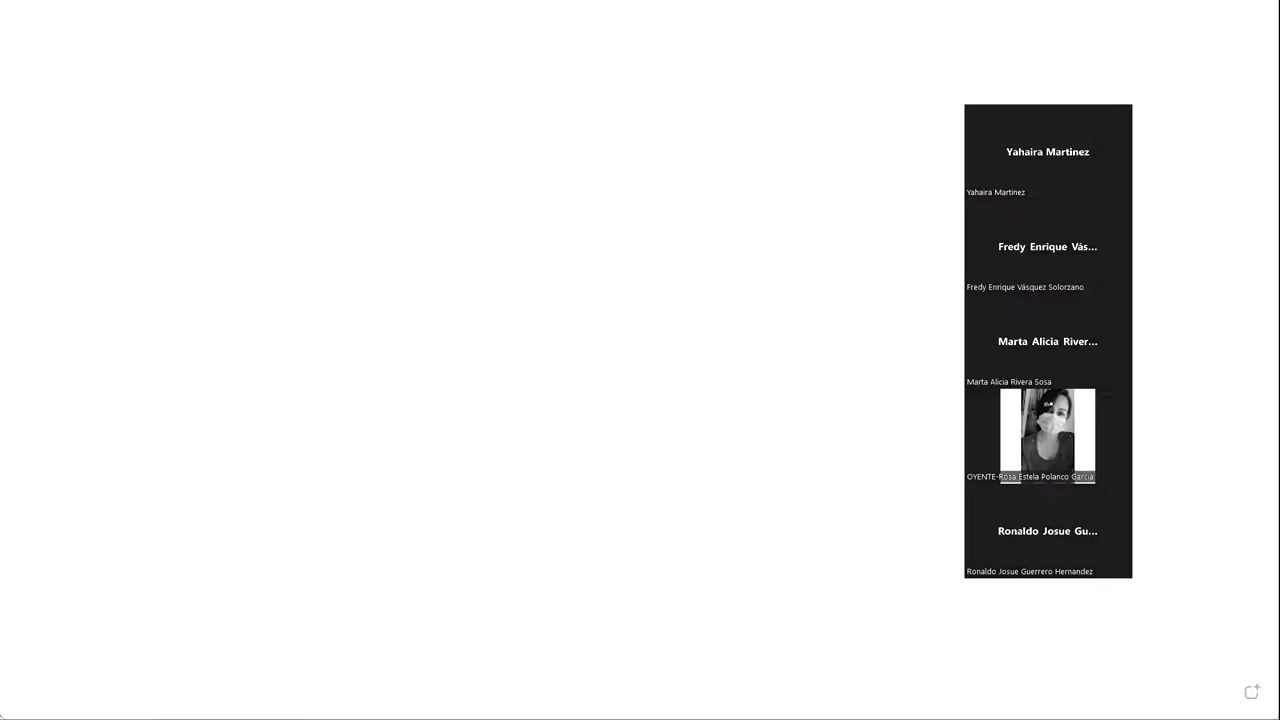 Yahaira Martinez
Yahaira Martinez
Fredy Enrique Vás...
Fredy Enrique Vásquez Solorzano
Marta Alicia River...
Marta Alicia Rivera Sosa
OYENTE-Rosa Estela Polanco Garcia
Ronaldo Josue Gu...
Ronaldo Josue Guerrero Hernandez